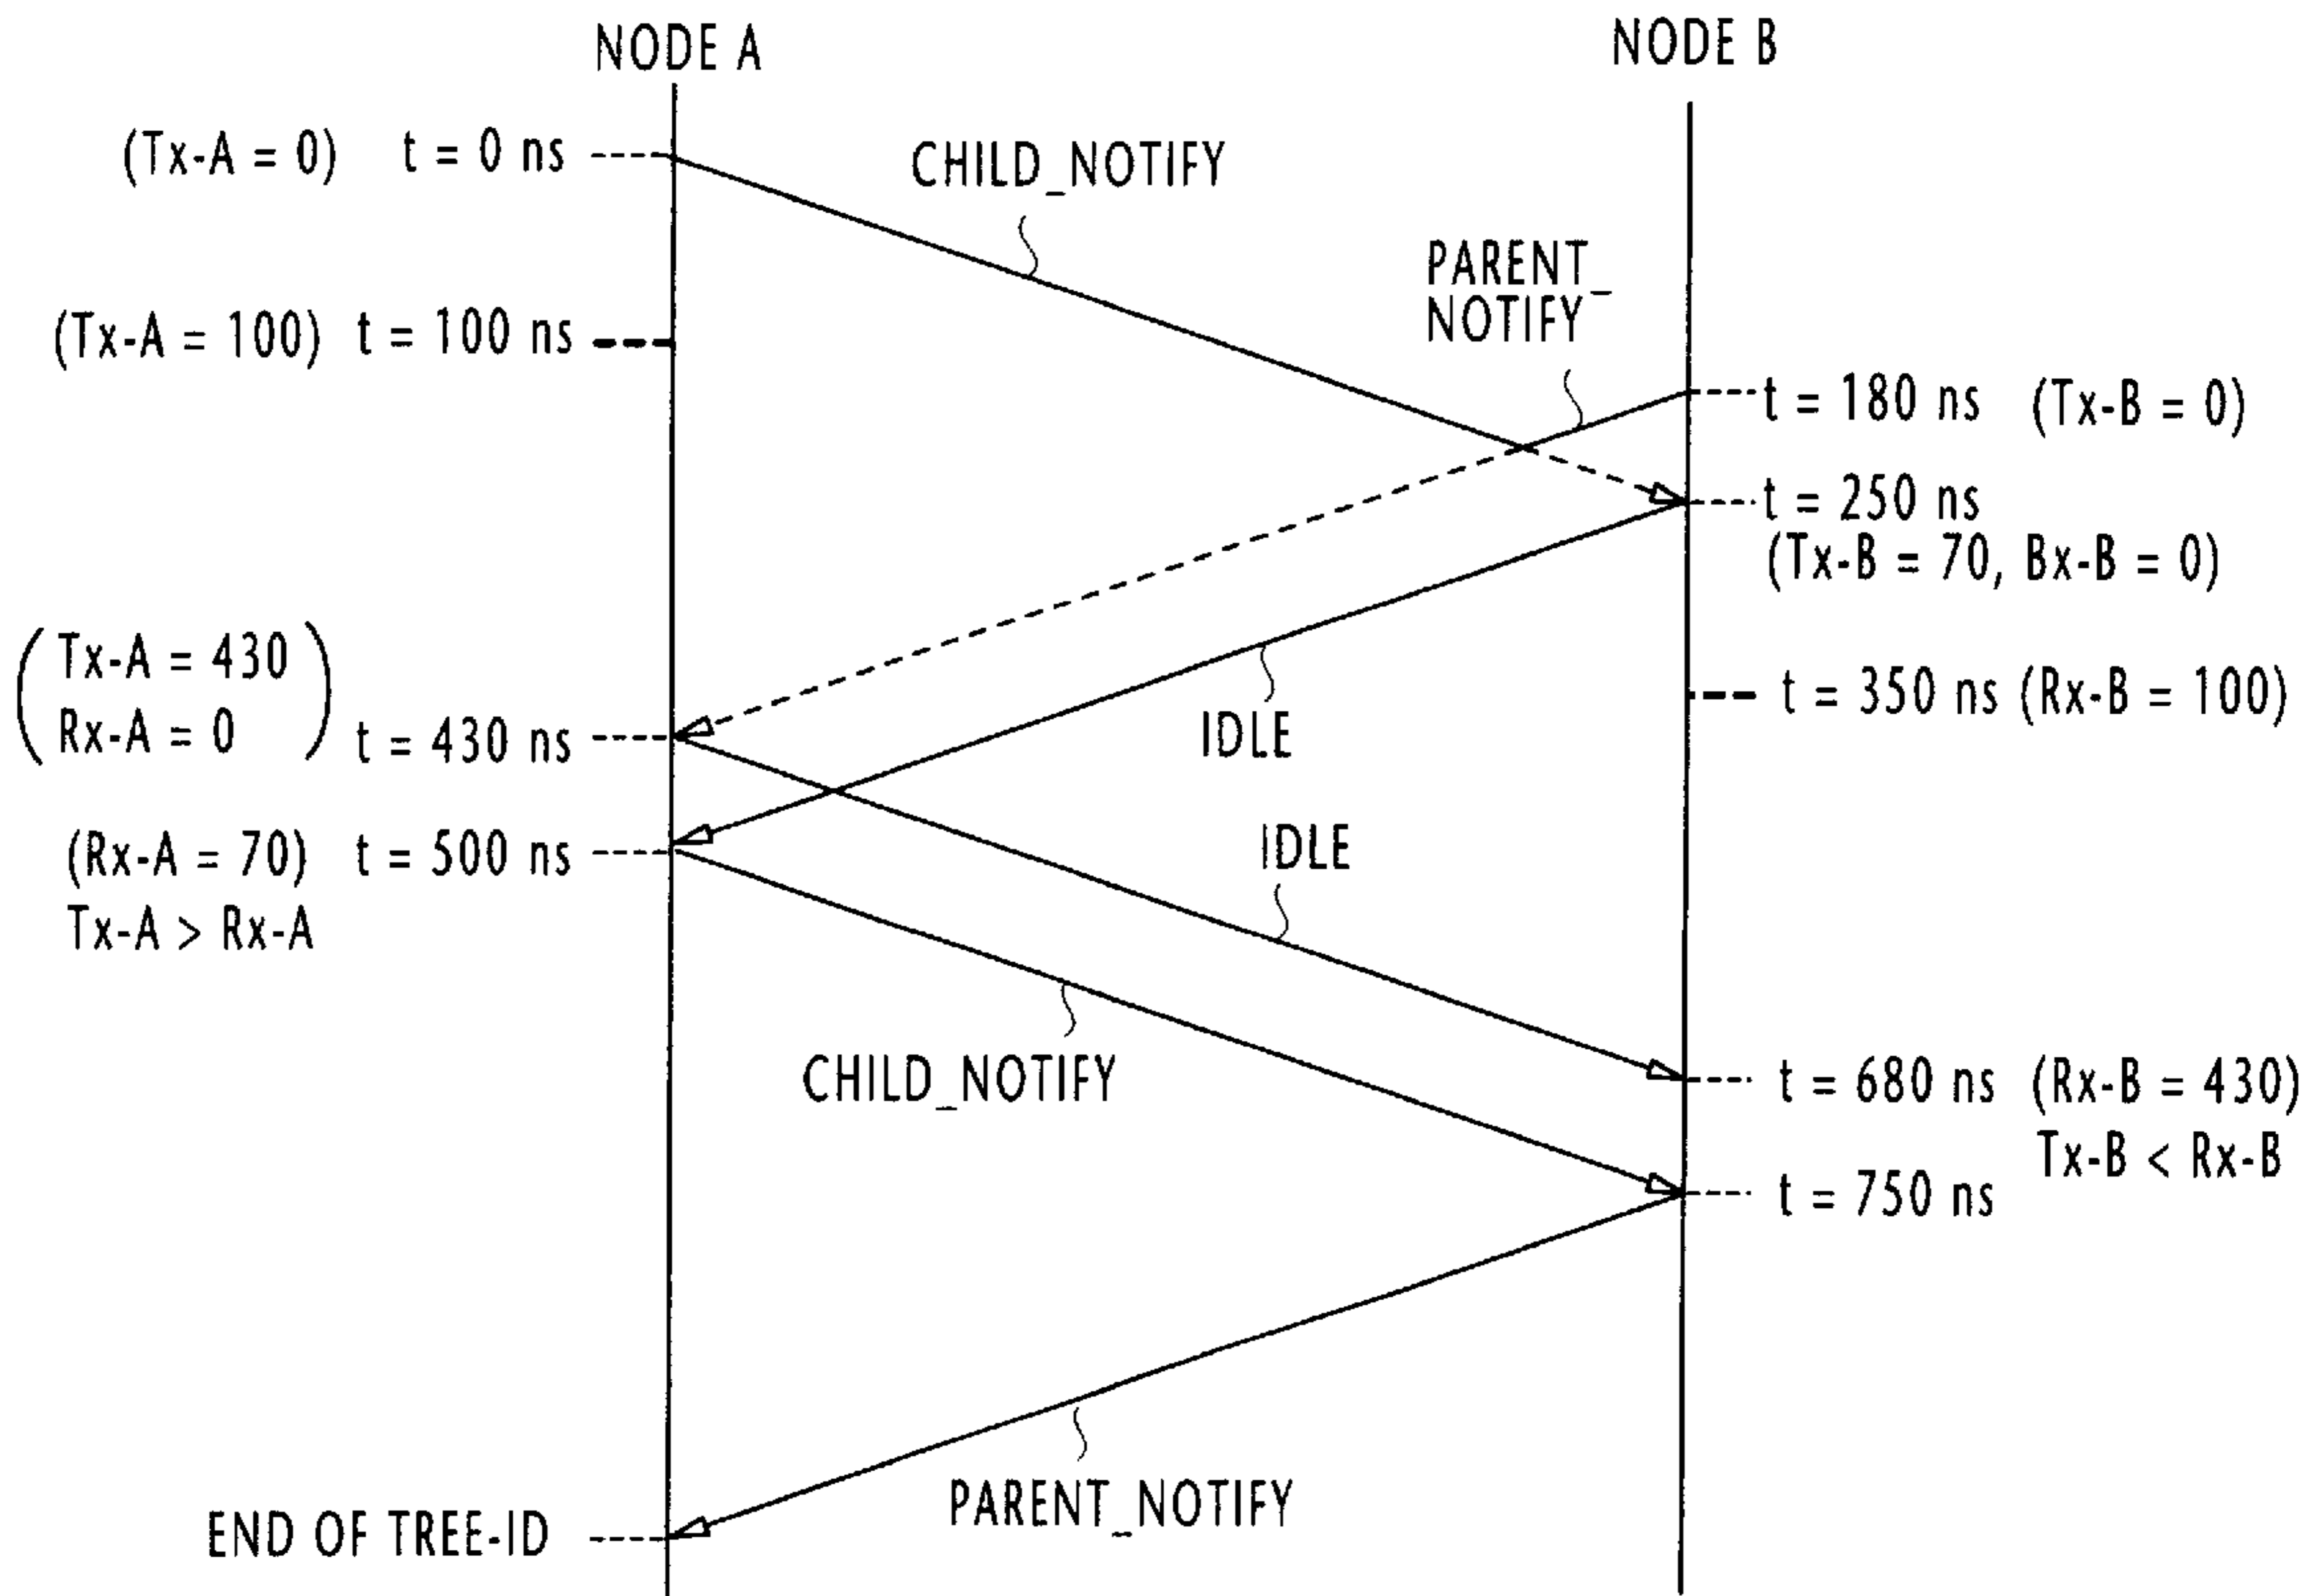 NODE A
NODE B
(Tx-A = 0) t = 0 ns
CHILD_NOTIFY
PARENT_
NOTIFY
(Tx-A = 100) t = 100 ns
t = 180 ns (Tx-B = 0)
t = 250 ns
(Tx-B = 70, Bx-B = 0)
Tx-A = 430
Rx-A = 0
t = 430 ns
t = 350 ns (Rx-B = 100)
IDLE
(Rx-A = 70) t = 500 ns
Tx-A > Rx-A
IDLE
CHILD_NOTIFY
t = 680 ns (Rx-B = 430)
Tx-B < Rx-B
t = 750 ns
PARENT_NOTIFY
END OF TREE-ID